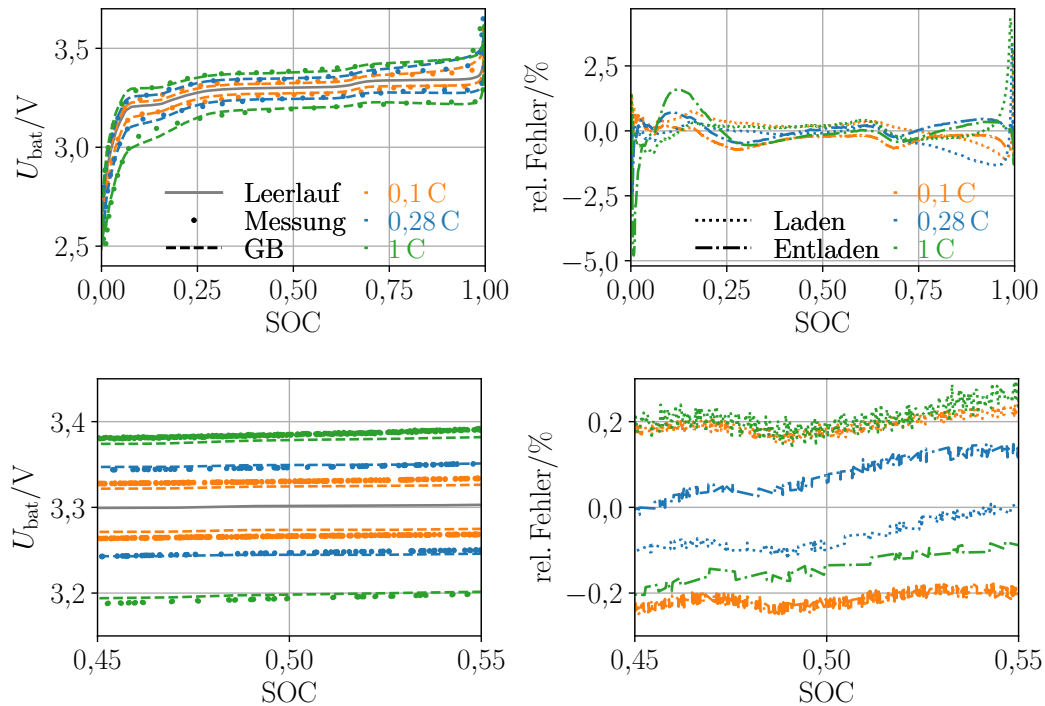 3,5
3,0
2,5
U_bat/V
Leerlauf
Messung
GB
0,1 C
0,28 C
1 C
0,00 0,25 0,50 0,75 1,00
SOC
2,5
0,0
−2,5
−5,0
rel. Fehler/%
Laden
Entladen
0,1 C
0,28 C
1 C
0,00 0,25 0,50 0,75 1,00
SOC
3,4
3,3
3,2
U_bat/V
0,45 0,50 0,55
SOC
0,2
0,0
−0,2
rel. Fehler/%
0,45 0,50 0,55
SOC